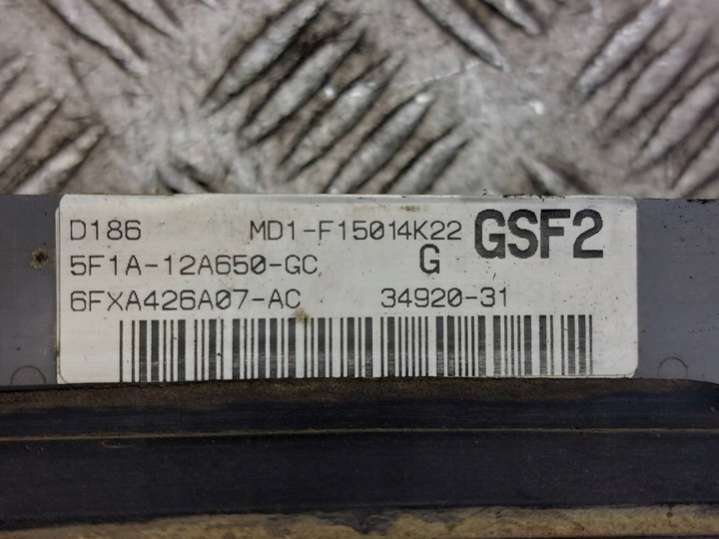 D186 MD1-F15014K22 GSF2
5F1A-12A650-GC G
6FXA426A07-AC 34920-31